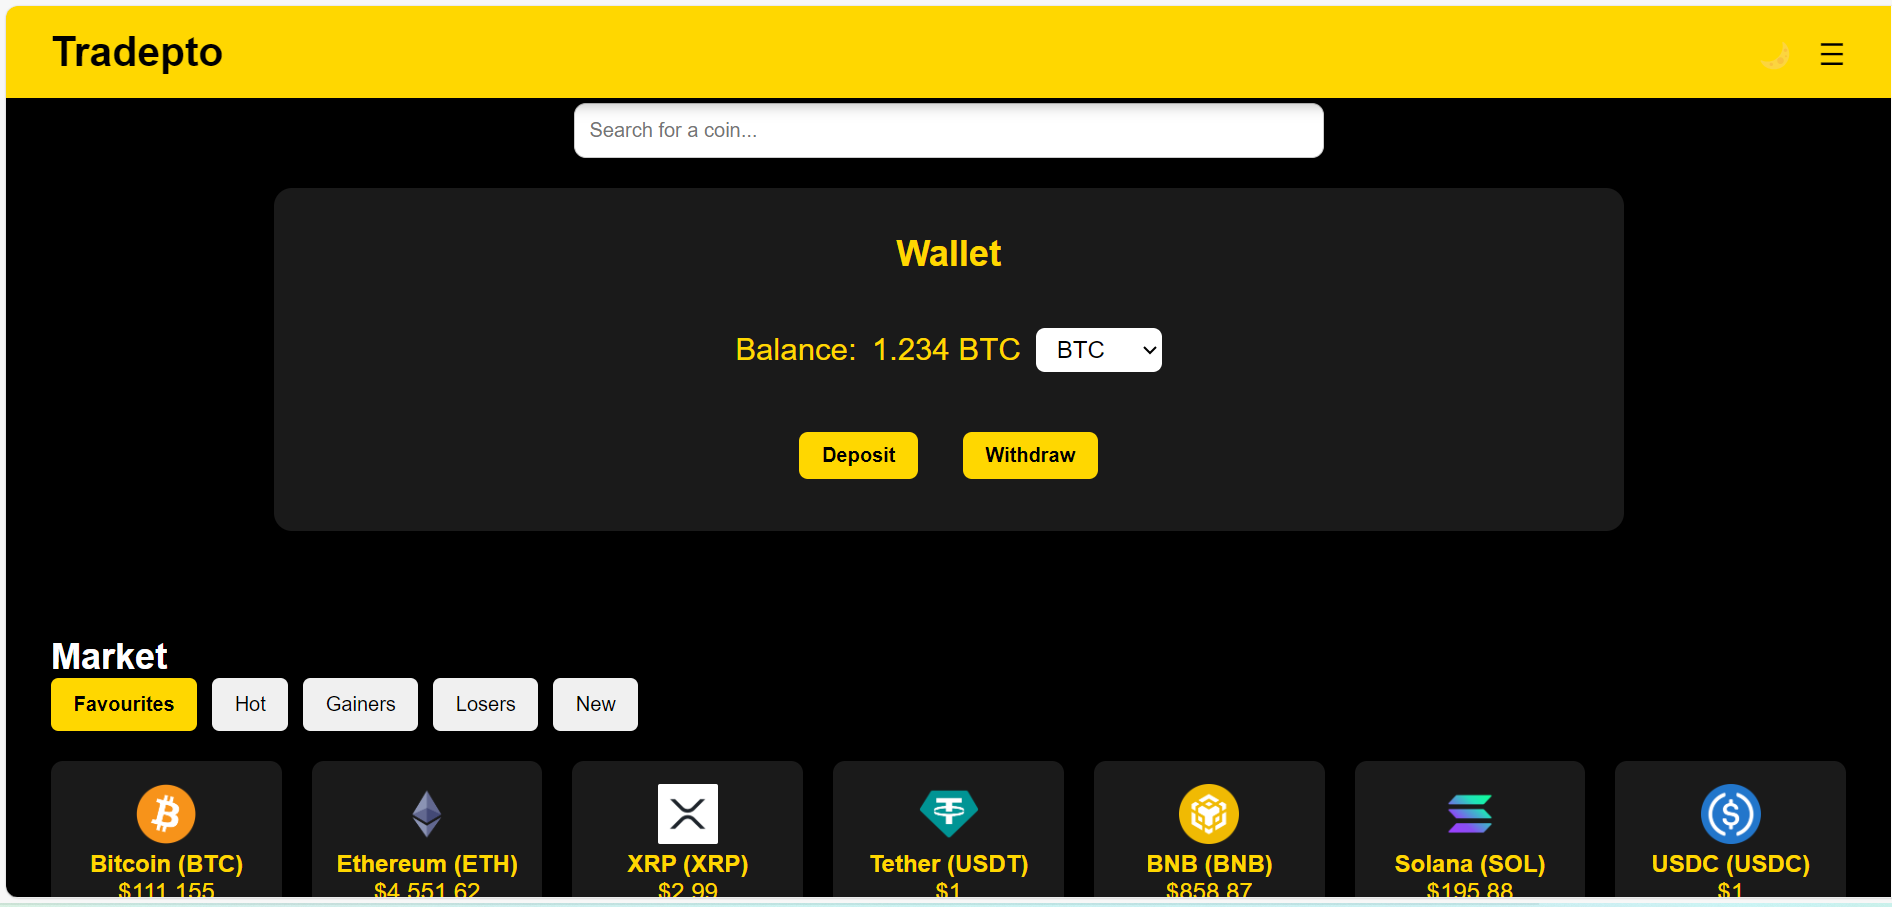 Tradepto
Search for a coin...
Wallet
Balance: 1.234 BTC BTC
Deposit Withdraw
Market
Favourites Hot Gainers Losers New
Bitcoin (BTC) Ethereum (ETH) XRP (XRP) Tether (USDT) BNB (BNB) Solana (SOL) USDC (USDC)
$111,155 $4,551.62 $2.99 $1 $858.87 $195.88 $1